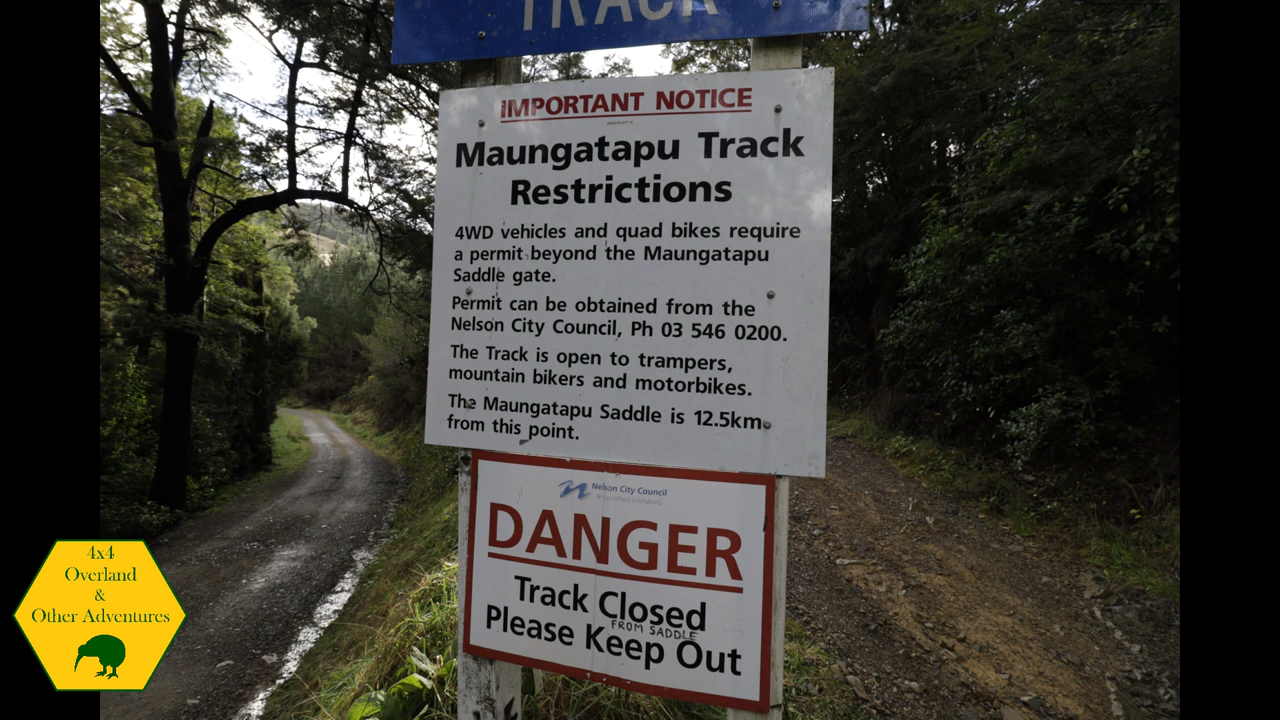 TRACK
IMPORTANT NOTICE
Maungatapu Track
Restrictions
4WD vehicles and quad bikes require
a permit beyond the Maungatapu
Saddle gate.
Permit can be obtained from the
Nelson City Council, Ph 03 546 0200.
The Track is open to trampers,
mountain bikers and motorbikes.
The Maungatapu Saddle is 12.5km
from this point.
Nelson City Council
DANGER
Track Closed
FROM SADDLE
Please Keep Out
4x4
Overland
&
Other Adventures